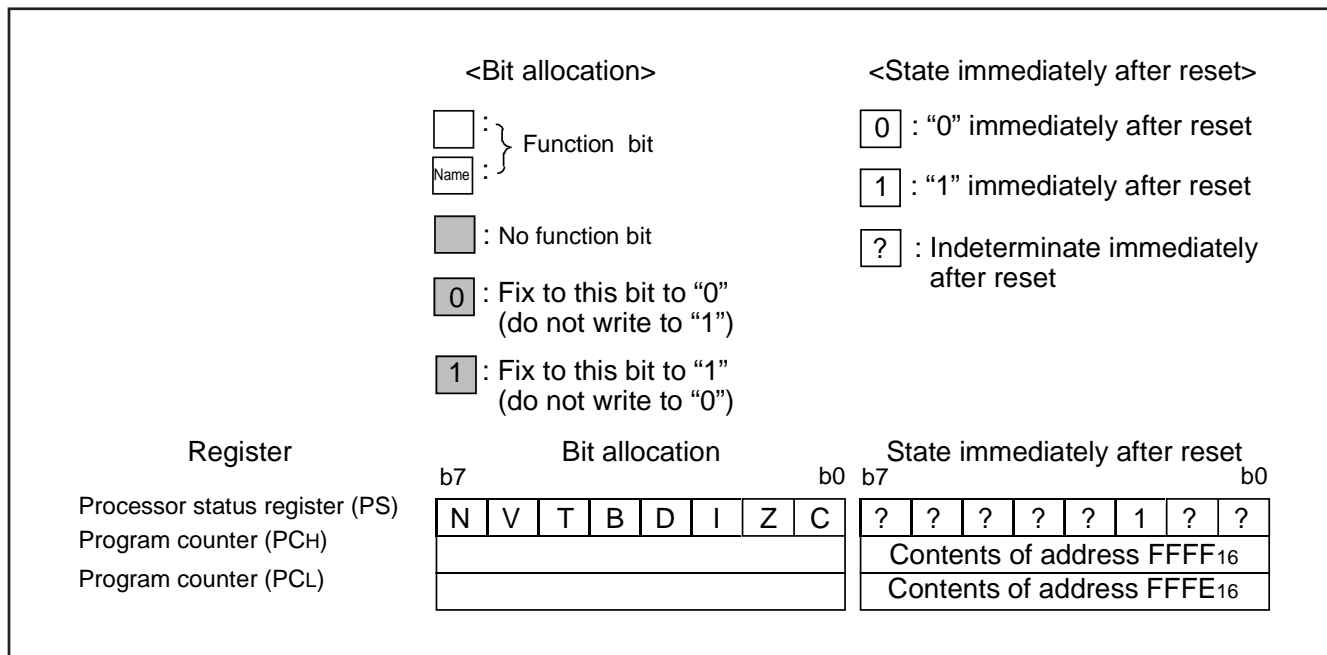 <Bit allocation>
<State immediately after reset>
:
Name :
Function bit
: No function bit
0 : Fix to this bit to “0”
(do not write to “1”)
1 : Fix to this bit to “1”
(do not write to “0”)
0 : “0” immediately after reset
1 : “1” immediately after reset
? : Indeterminate immediately
after reset
Register Bit allocation State immediately after reset
b7 b0 b7 b0
Processor status register (PS) N V T B D I Z C ? ? ? ? ? 1 ? ?
Program counter (PCH) Contents of address FFFF16
Program counter (PCL) Contents of address FFFE16